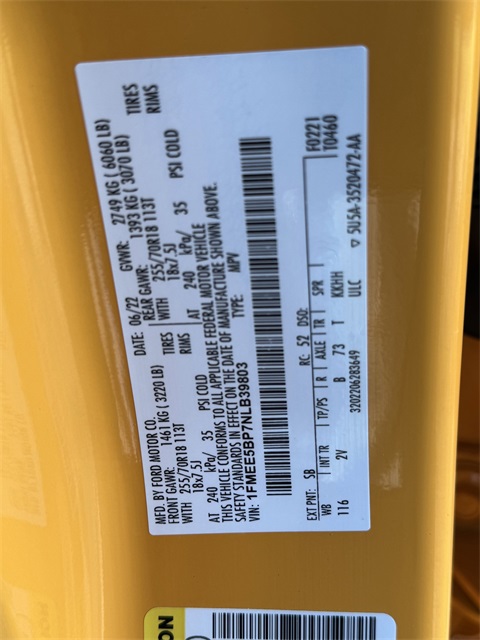 MFD. BY FORD MOTOR CO. DATE: 06/22 GVWR: 2749 KG ( 6060 LB)
FRONT GAWR: 1461 KG ( 3220 LB) REAR GAWR: 1393 KG ( 3070 LB)
WITH 255/70R18 113T TIRES WITH 255/70R18 113T TIRES
18x7.5J RIMS 18x7.5J RIMS
AT 240 kPa/ 35 PSI COLD AT 240 kPa/ 35 PSI COLD
THIS VEHICLE CONFORMS TO ALL APPLICABLE FEDERAL MOTOR VEHICLE
SAFETY STANDARDS IN EFFECT ON THE DATE OF MANUFACTURE SHOWN ABOVE.
VIN: 1FMEE5BP7NLB39803 TYPE: MPV
F0221
T0460
EXT PNT: SB RC: 52 DSO:
WB INT TR TP/PS R AXLE TR SPR
116 2V B 73 T KKHH
3202206283649 ULC ▽ 5U5A-3520472-AA
ON